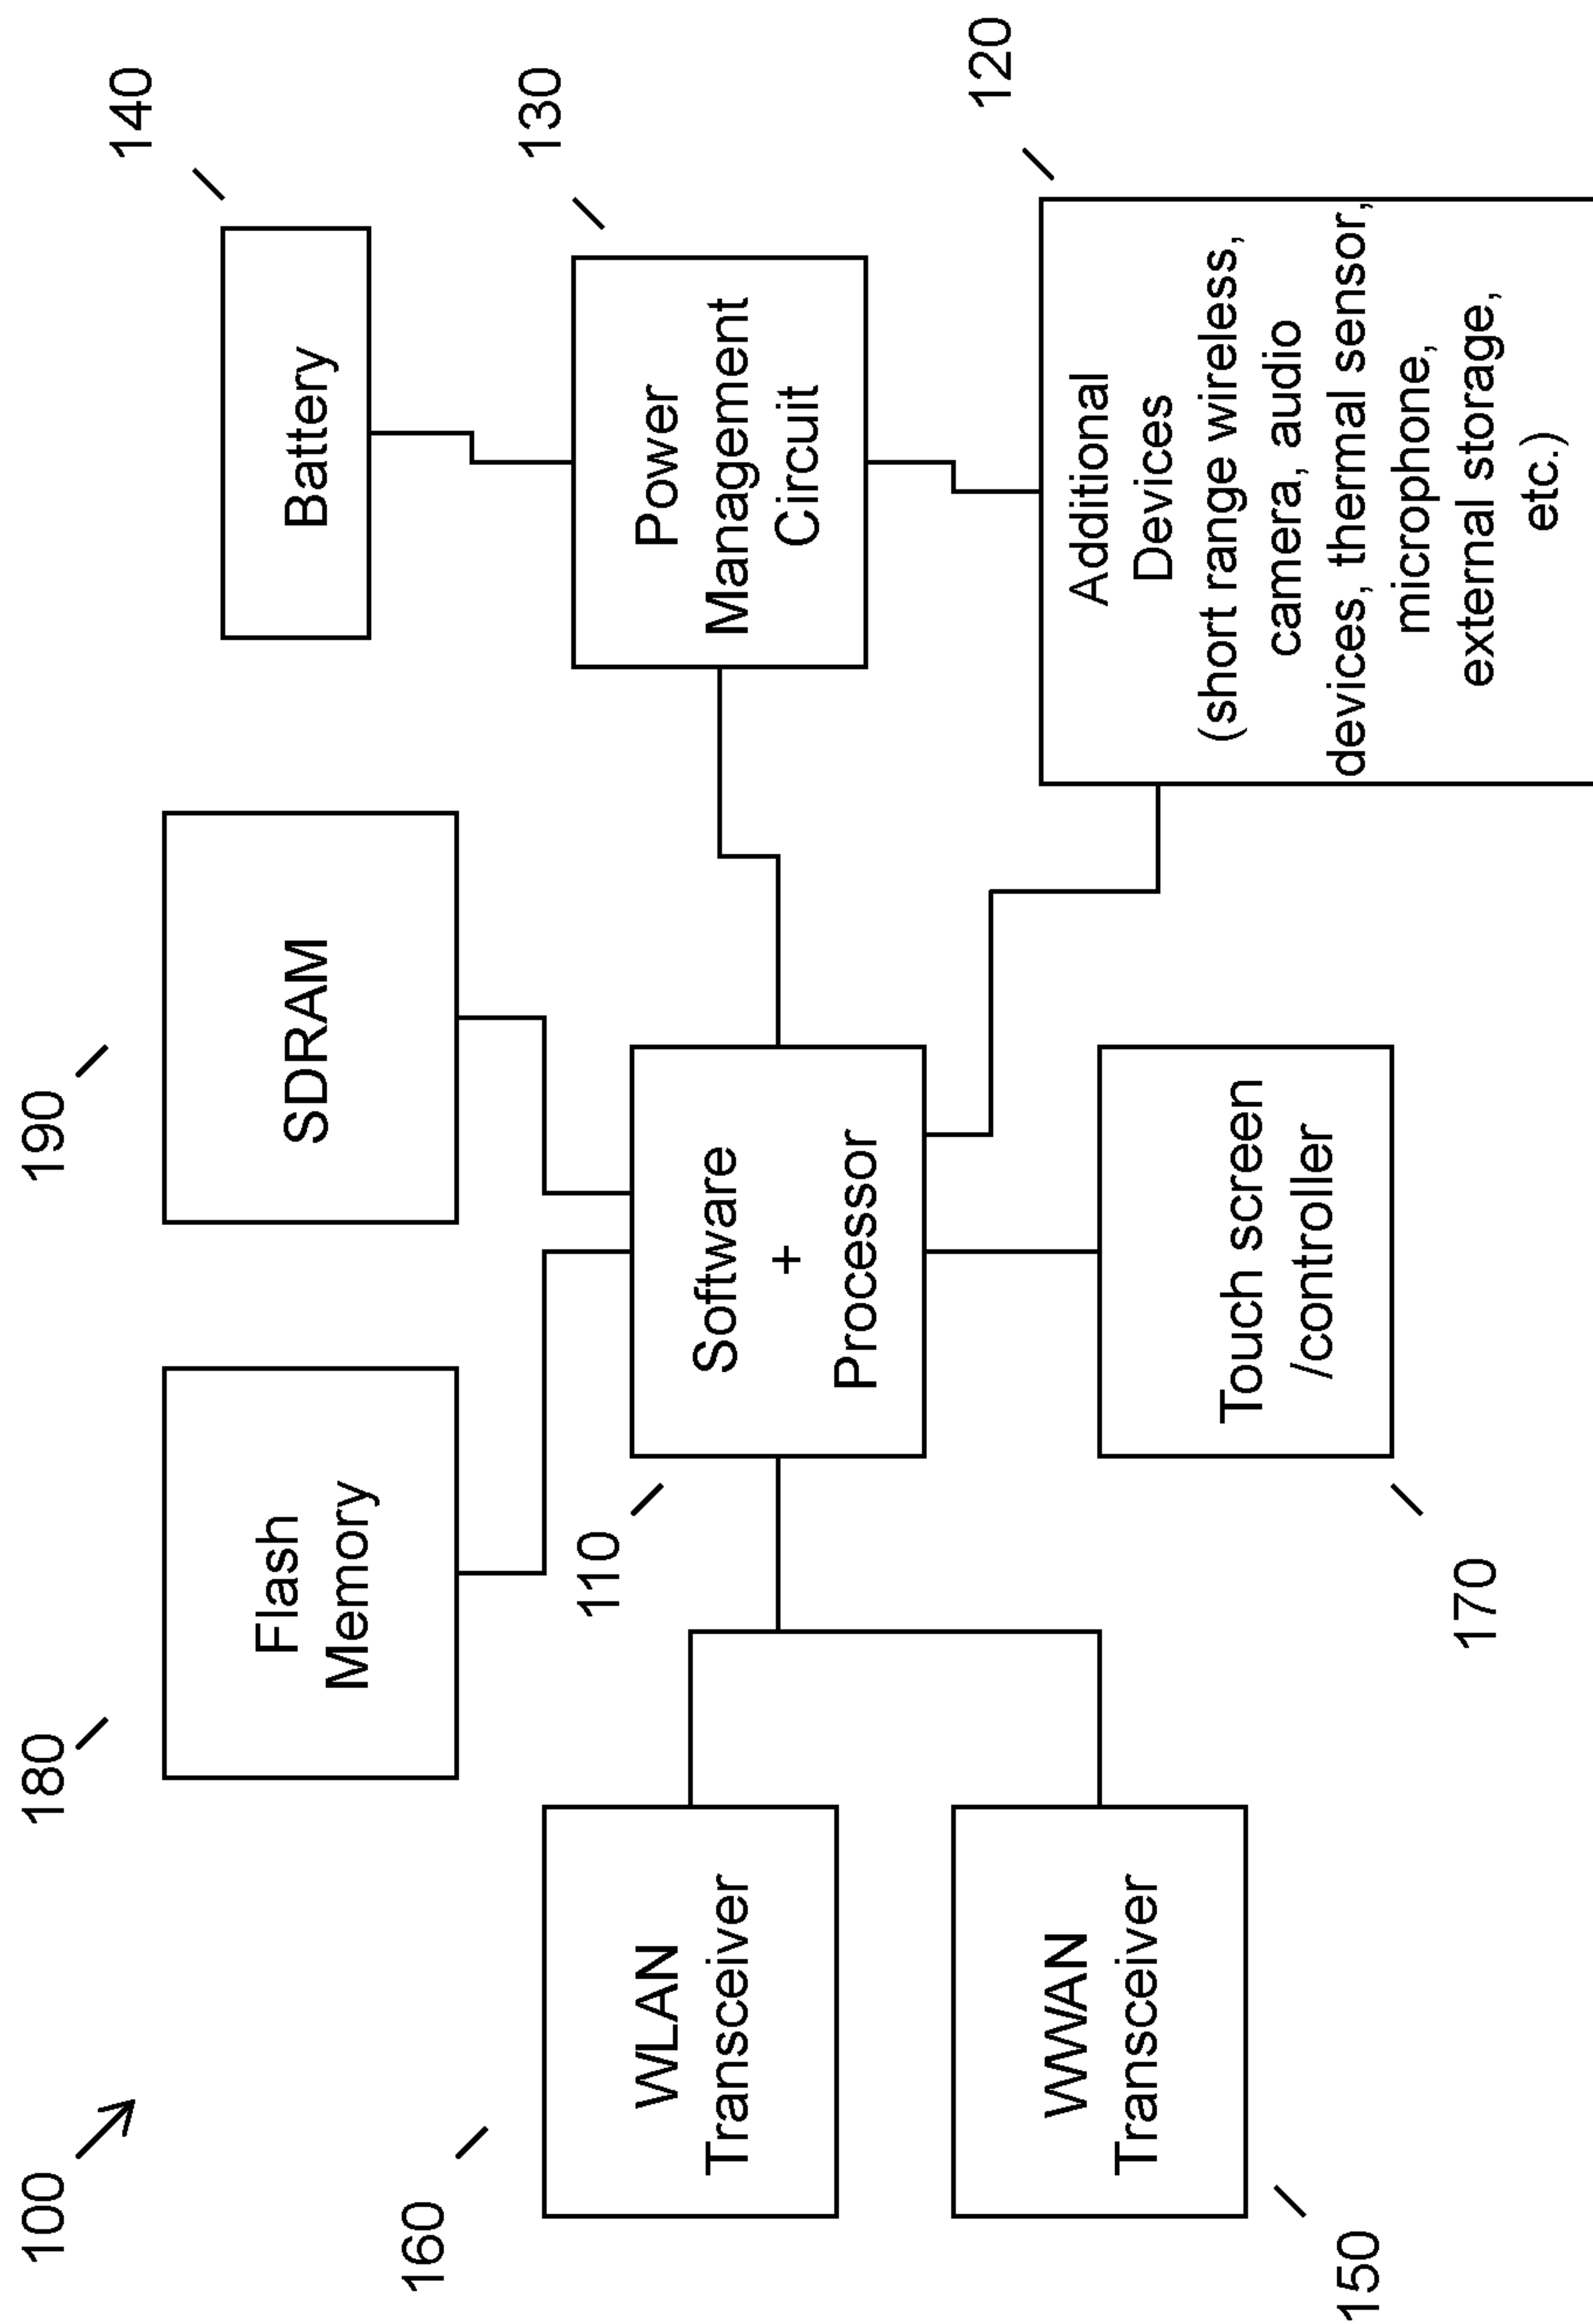 100
180
190
140
Flash
Memory
SDRAM
Battery
160
130
WLAN
Transceiver
110
Software
+
Processor
Power
Management
Circuit
120
WWAN
Transceiver
150
Touch screen
/controller
170
Additional
Devices
(short range wireless,
camera, audio
devices, thermal sensor,
microphone,
external storage,
etc.)